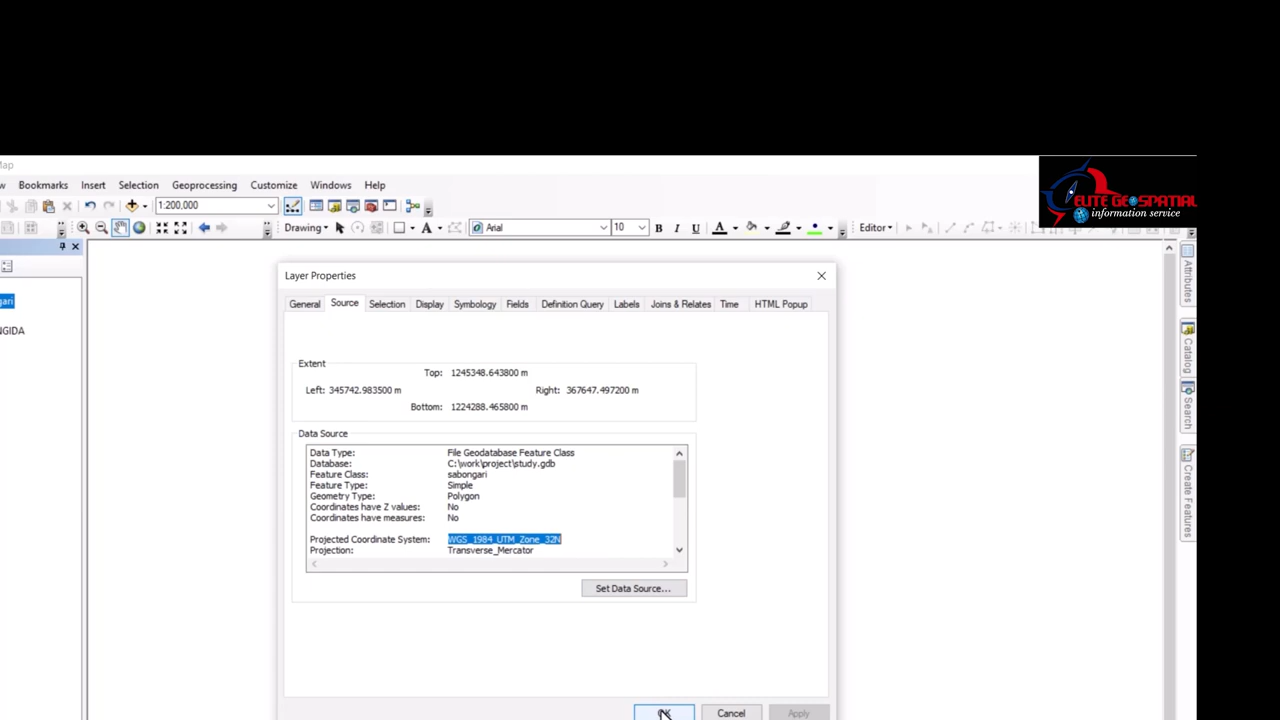 Map
Bookmarks Insert Selection Geoprocessing Customize Windows Help
1:200,000
Drawing Arial 10 B I U A Editor
ELITE GEOSPATIAL
information service
gari
NGIDA
Layer Properties
General Source Selection Display Symbology Fields Definition Query Labels Joins & Relates Time HTML Popup
Extent
Top: 1245348.643800 m
Left: 345742.983500 m Right: 367647.497200 m
Bottom: 1224288.465800 m
Data Source
Data Type: File Geodatabase Feature Class
Database: C:\work\project\study.gdb
Feature Class: sabongari
Feature Type: Simple
Geometry Type: Polygon
Coordinates have Z values: No
Coordinates have measures: No
Projected Coordinate System: WGS_1984_UTM_Zone_32N
Projection: Transverse_Mercator
Set Data Source...
OK Cancel Apply
Attributes
Catalog
Search
Create Features